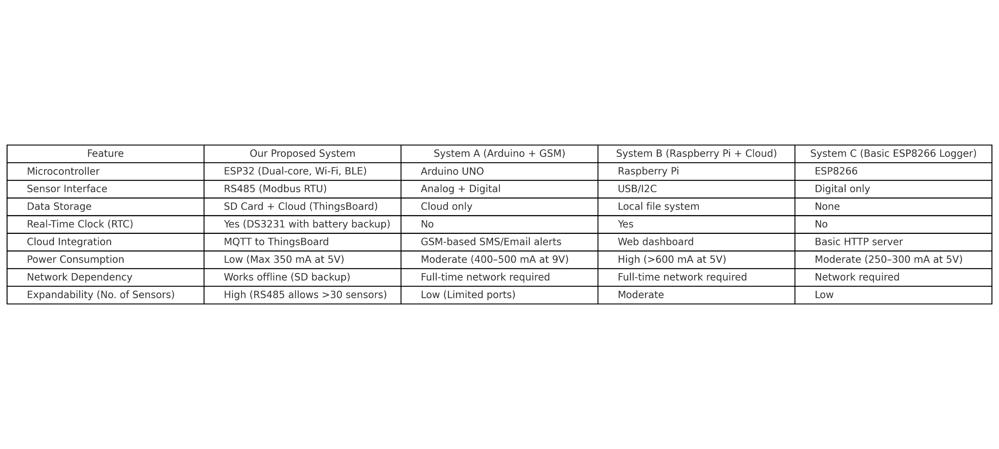 Feature Our Proposed System System A (Arduino + GSM) System B (Raspberry Pi + Cloud) System C (Basic ESP8266 Logger)
Microcontroller ESP32 (Dual-core, Wi-Fi, BLE) Arduino UNO Raspberry Pi ESP8266
Sensor Interface RS485 (Modbus RTU) Analog + Digital USB/I2C Digital only
Data Storage SD Card + Cloud (ThingsBoard) Cloud only Local file system None
Real-Time Clock (RTC) Yes (DS3231 with battery backup) No Yes No
Cloud Integration MQTT to ThingsBoard GSM-based SMS/Email alerts Web dashboard Basic HTTP server
Power Consumption Low (Max 350 mA at 5V) Moderate (400–500 mA at 9V) High (>600 mA at 5V) Moderate (250–300 mA at 5V)
Network Dependency Works offline (SD backup) Full-time network required Full-time network required Network required
Expandability (No. of Sensors) High (RS485 allows >30 sensors) Low (Limited ports) Moderate Low